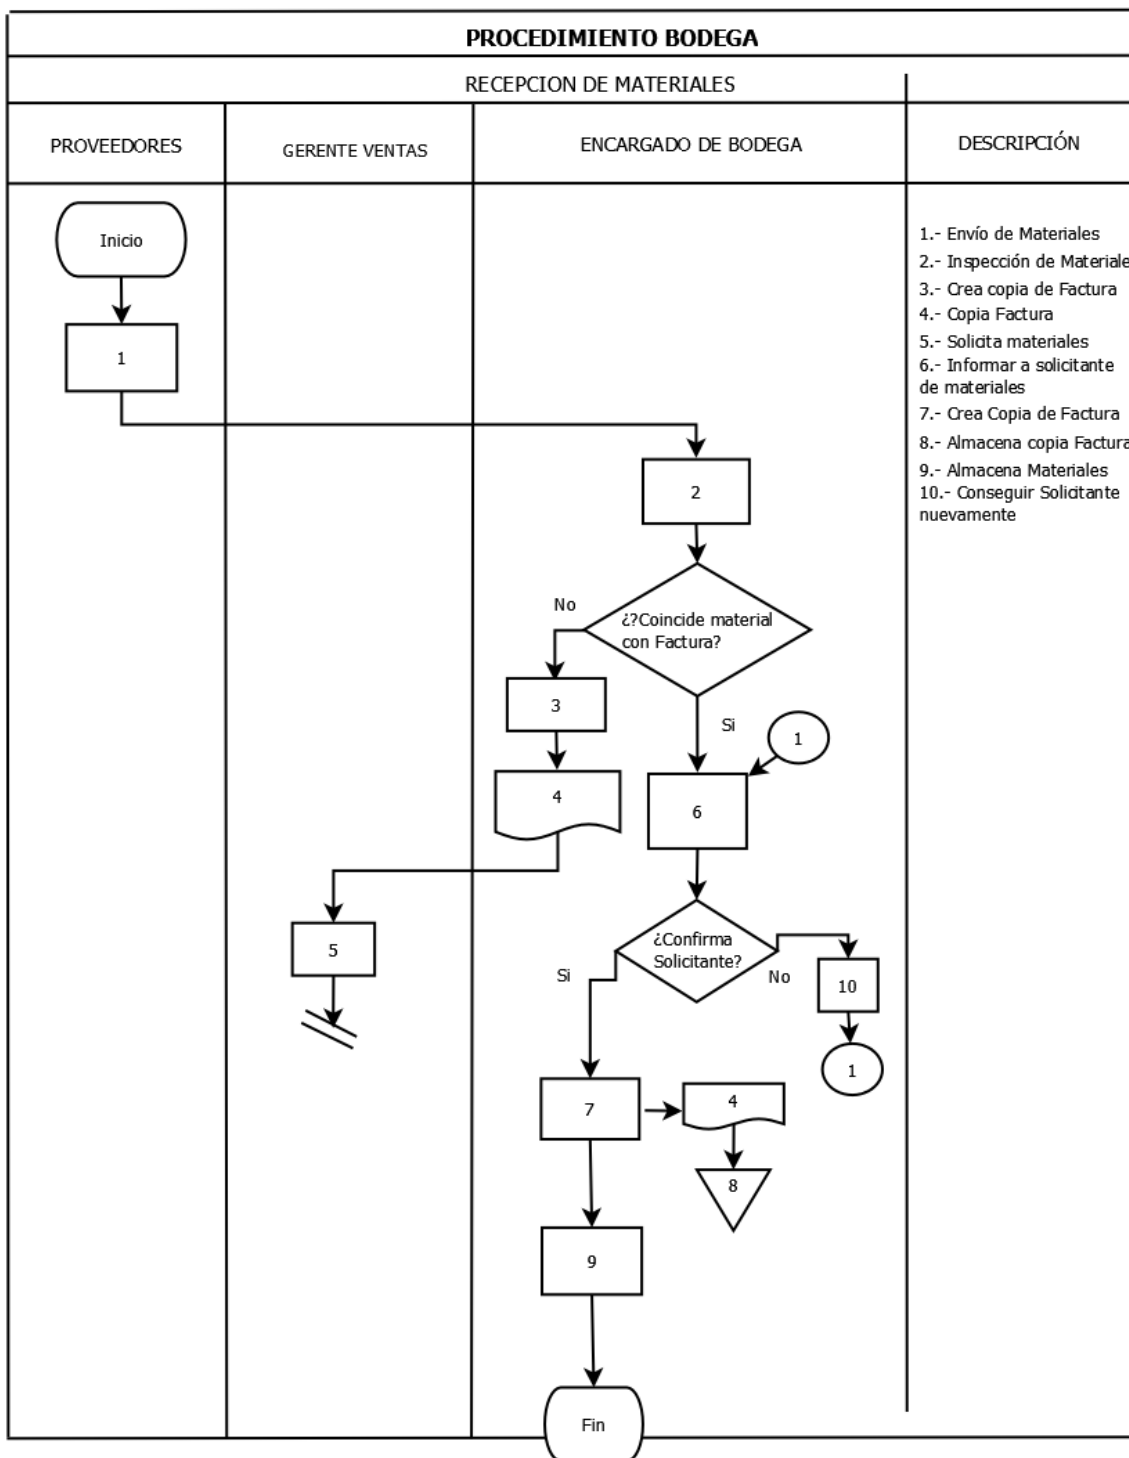 PROCEDIMIENTO BODEGA
RECEPCION DE MATERIALES
PROVEEDORES
GERENTE VENTAS
ENCARGADO DE BODEGA
DESCRIPCIÓN
Inicio
1
2
¿?Coincide material
con Factura?
No
3
4
Si
1
6
5
¿Confirma
Solicitante?
Si
No
10
1
7
4
8
9
Fin
1.- Envío de Materiales
2.- Inspección de Materiale
3.- Crea copia de Factura
4.- Copia Factura
5.- Solicita materiales
6.- Informar a solicitante
de materiales
7.- Crea Copia de Factura
8.- Almacena copia Factura
9.- Almacena Materiales
10.- Conseguir Solicitante
nuevamente